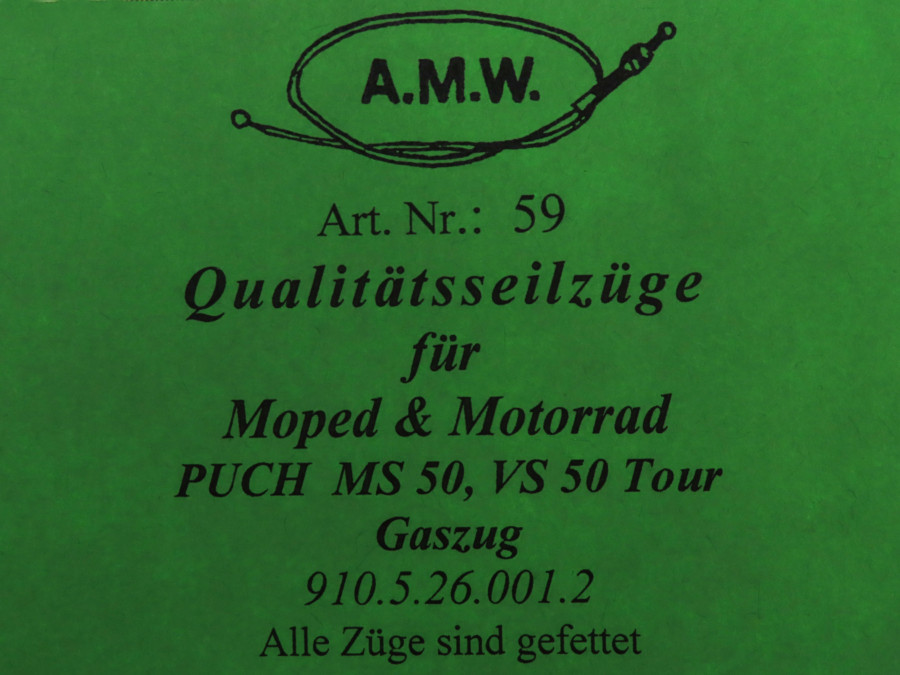 A.M.W.
Art. Nr.: 59
Qualitätsseilzüge
für
Moped & Motorrad
PUCH MS 50, VS 50 Tour
Gaszug
910.5.26.001.2
Alle Züge sind gefettet